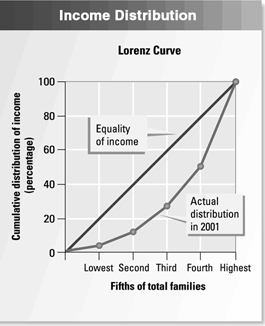 Income Distribution
Lorenz Curve
Cumulative distribution of income
(percentage)
100
80
60
40
20
0
Equality
of income
Actual
distribution
in 2001
Lowest Second Third Fourth Highest
Fifths of total families